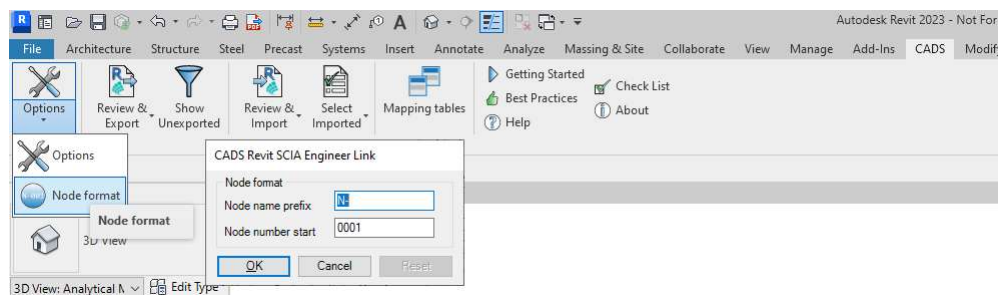 Autodesk Revit 2023 - Not For
File Architecture Structure Steel Precast Systems Insert Annotate Analyze Massing & Site Collaborate View Manage Add-Ins CADS Modify
Options Review & Export Show Unexported Review & Import Select Imported Mapping tables
Getting Started
Best Practices
Help
Check List
About
Options
Node format
Node format
3D View
CADS Revit SCIA Engineer Link
Node format
Node name prefix N-
Node number start 0001
OK Cancel Reset
3D View: Analytical Edit Type